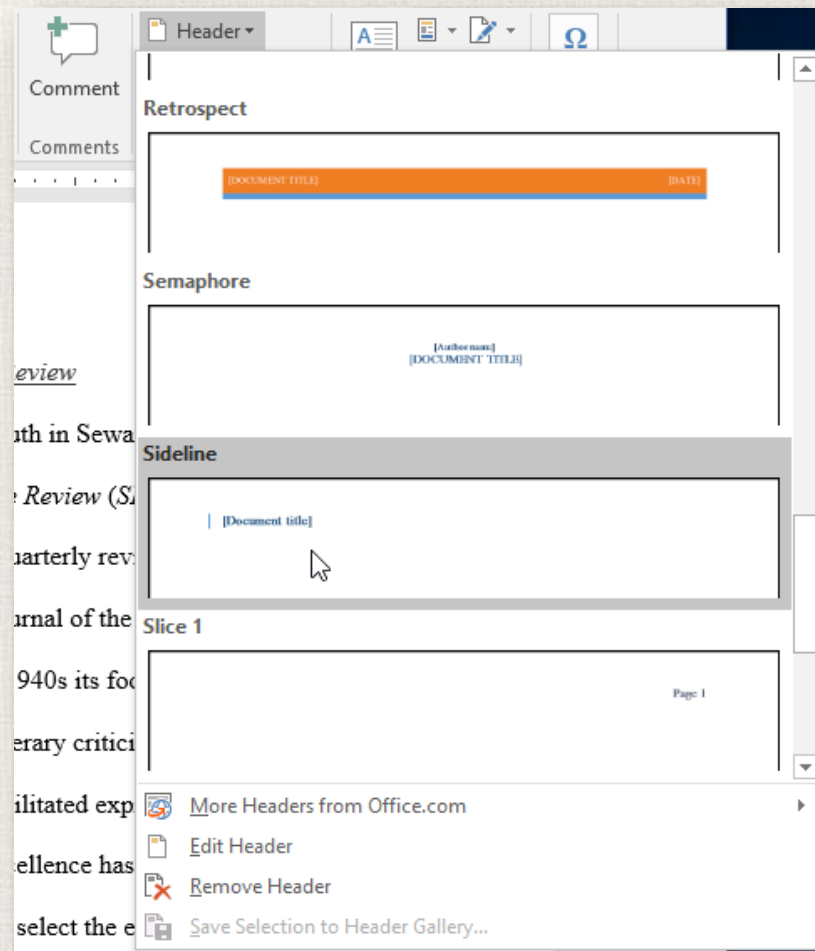 Header
A
Ω
Comment
Comments
Retrospect
[DOCUMENT TITLE] [DATE]
Semaphore
[Author name]
[DOCUMENT TITLE]
Sideline
[Document title]
Slice 1
Page 1
eview
uth in Sewa
Review (S
uarterly rev
urnal of the
940s its foc
erary critici
ilitated exp
ellence has
select the e
More Headers from Office.com
Edit Header
Remove Header
Save Selection to Header Gallery...